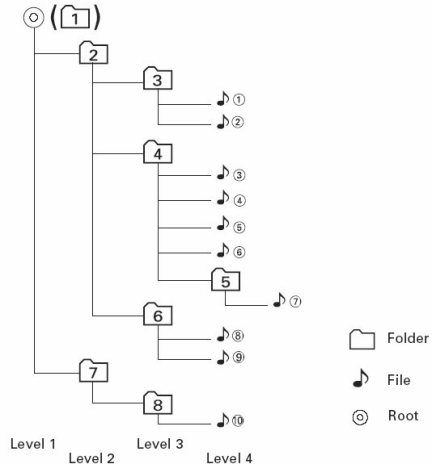 (1)
2
3
①
②
4
③
④
⑤
⑥
5
⑦
6
⑧
⑨
7
8
⑩
Folder
File
Root
Level 1
Level 2
Level 3
Level 4